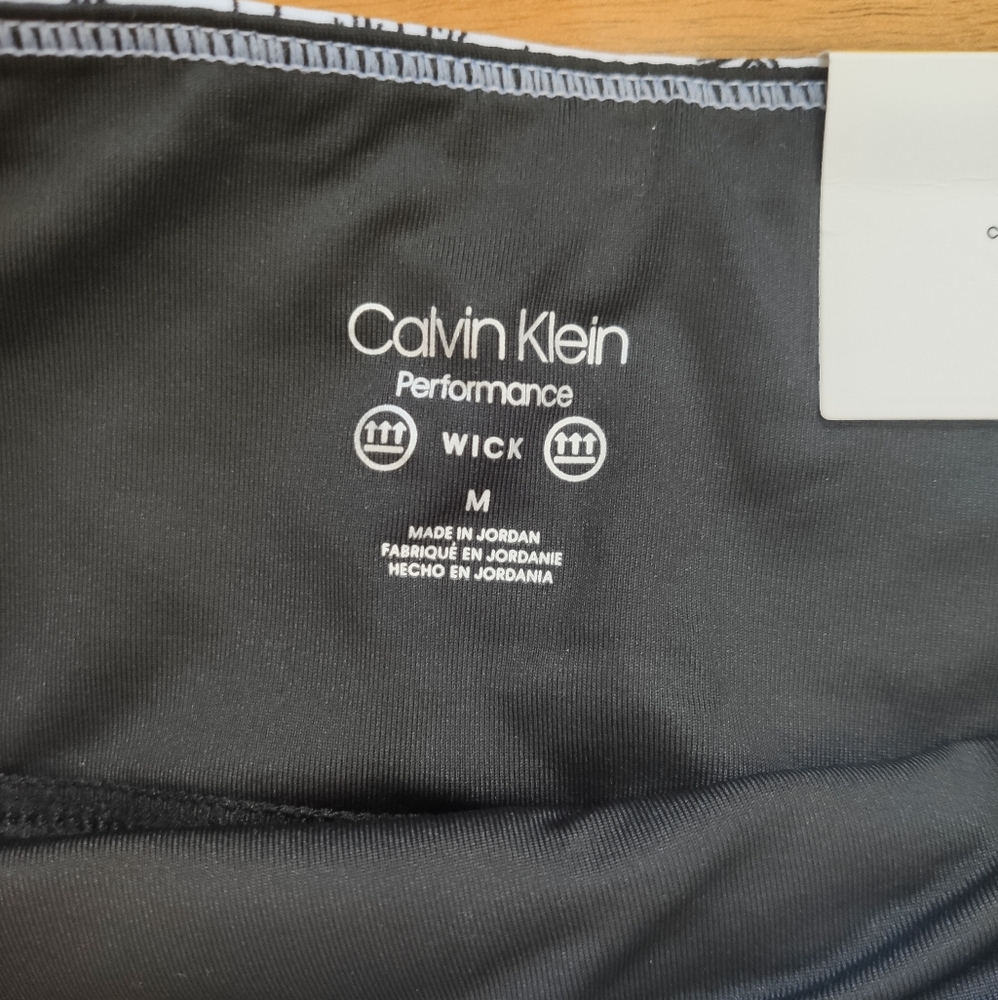 Calvin Klein
Performance
WICK
M
MADE IN JORDAN
FABRIQUÉ EN JORDANIE
HECHO EN JORDANIA